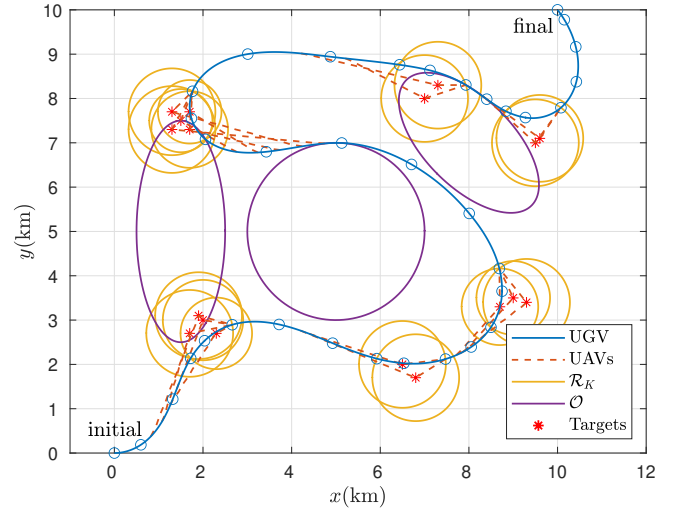 10
9
8
7
6
5
4
3
2
1
0
y(km)
final
initial
UGV
UAVs
ℛ_K
𝒪
Targets
0 2 4 6 8 10 12
x(km)